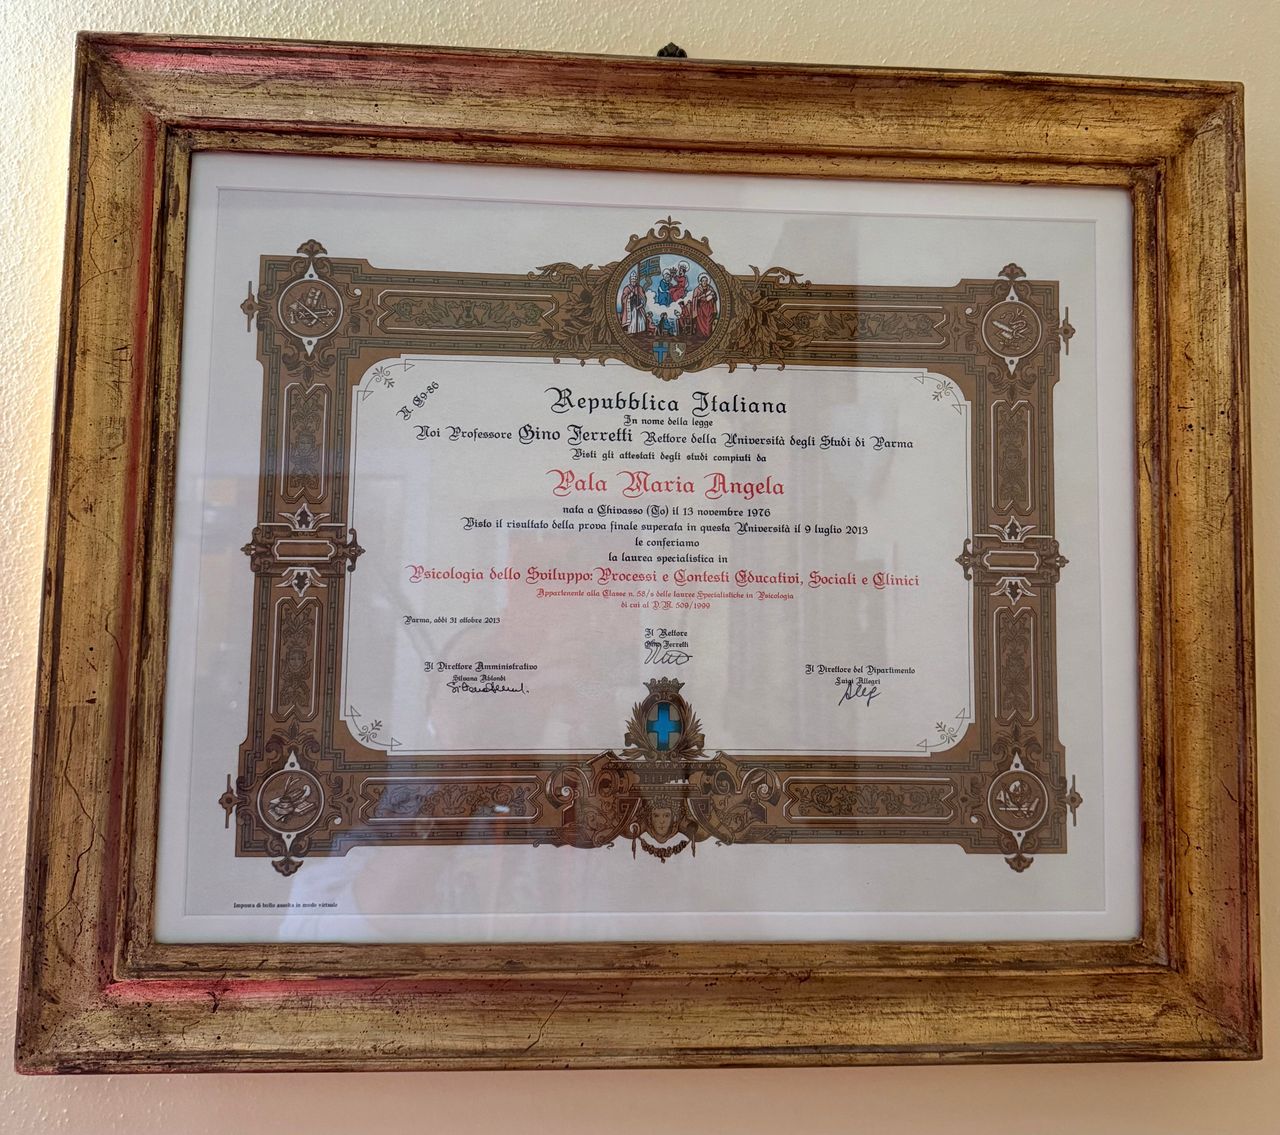 N. C9-86
Repubblica Italiana
In nome della legge
Noi Professore Gino Ferretti Rettore della Università degli Studi di Parma
Visti gli attestati degli studi compiuti da
Pala Maria Angela
nata a Chivasso (To) il 13 novembre 1976
Visto il risultato della prova finale superata in questa Università il 9 luglio 2013
le conferiamo
la laurea specialistica in
Psicologia dello Sviluppo: Processi e Contesti Educativi, Sociali e Clinici
Appartenente alla Classe n. 58/s delle lauree Specialistiche in Psicologia
di cui al D.M. 509/1999
Parma, addì 31 ottobre 2013
Il Rettore
Gino Ferretti
Il Direttore Amministrativo
Silvana Ablondi
Il Direttore del Dipartimento
Luigi Allegri
Imposta di bollo assolta in modo virtuale